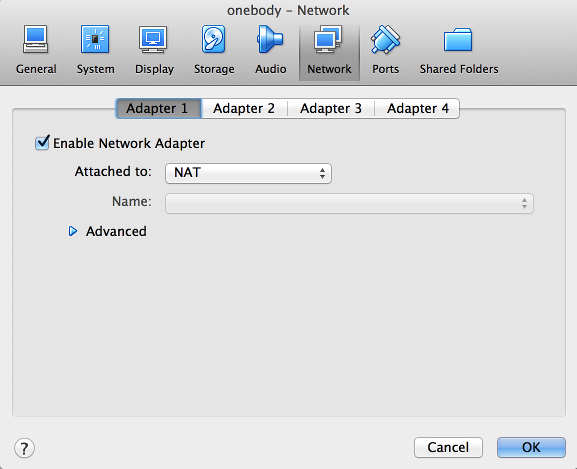 onebody – Network
General System Display Storage Audio Network Ports Shared Folders
Adapter 1 Adapter 2 Adapter 3 Adapter 4
Enable Network Adapter
Attached to: NAT
Name:
Advanced
? Cancel OK